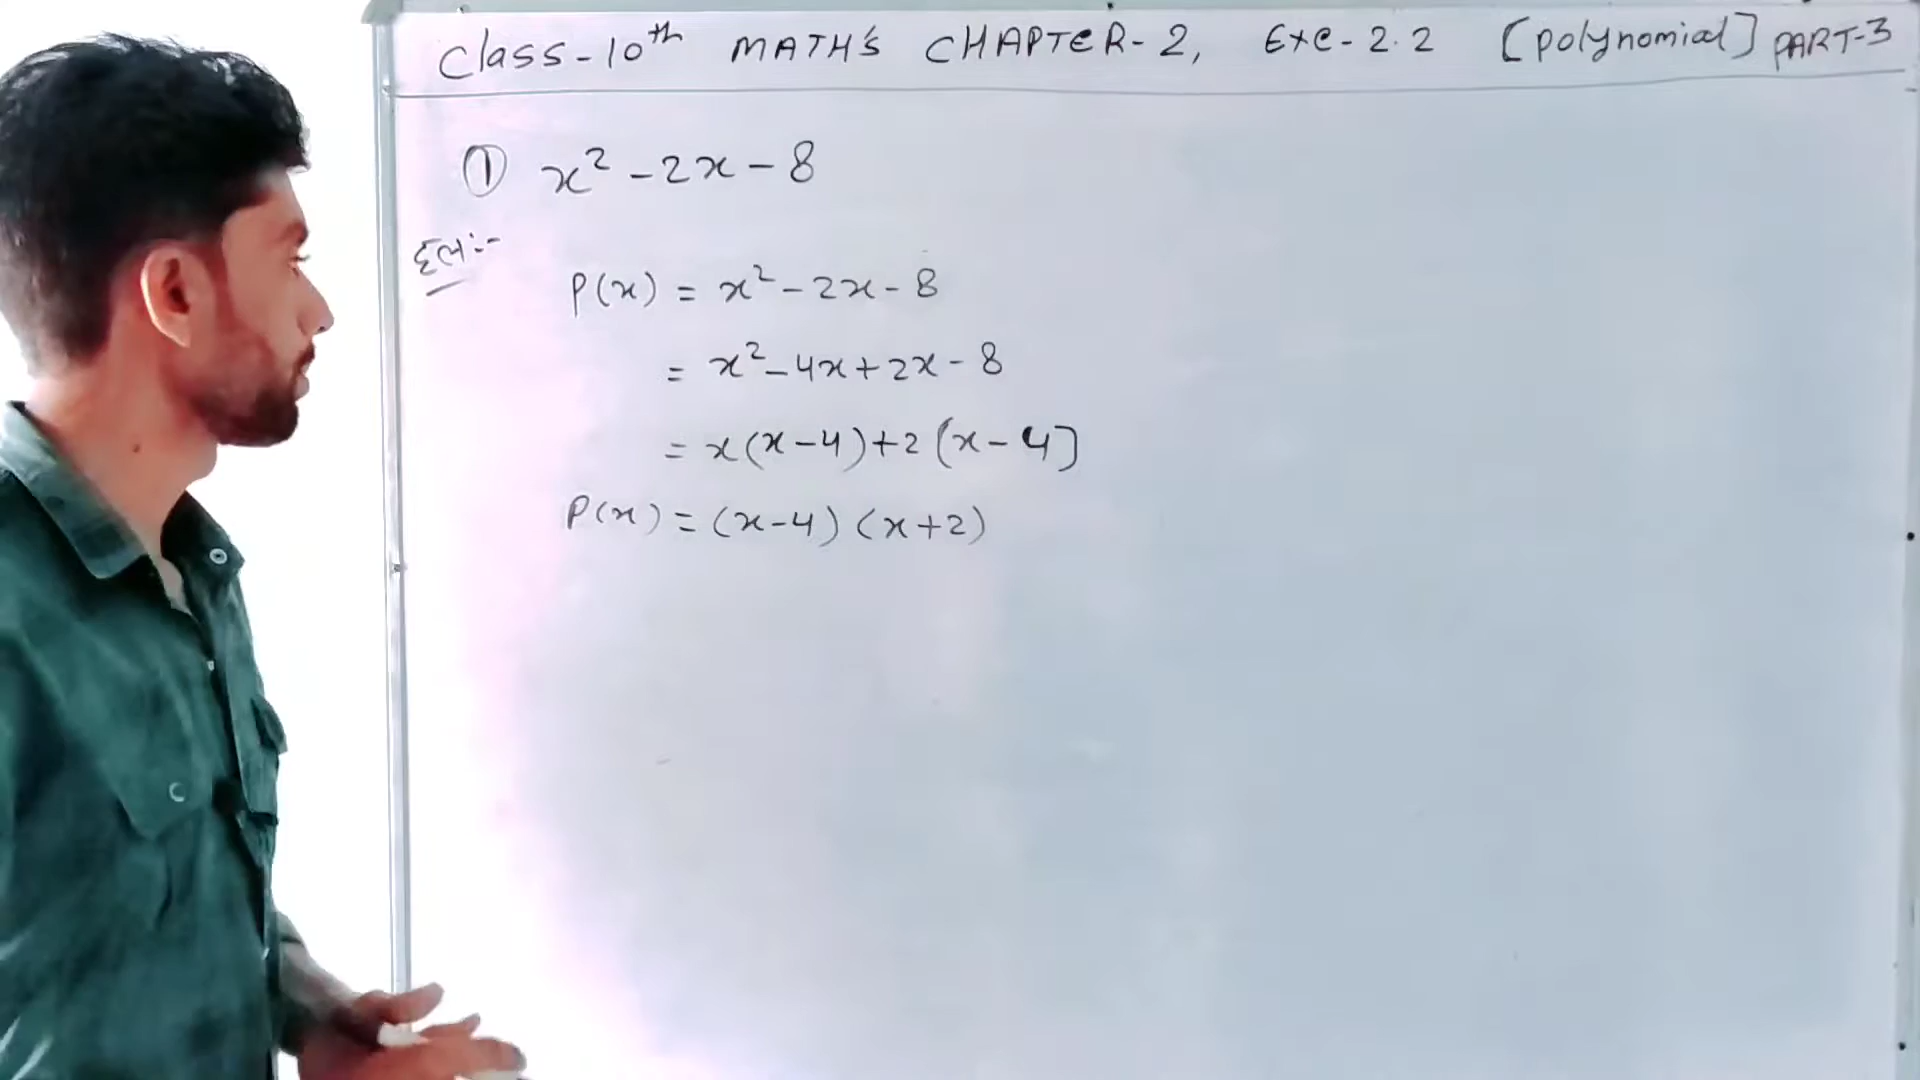 class-10th MATH'S CHAPTER-2, Exe-2.2 [polynomial] PART-3
① x² - 2x - 8
हल:-
P(x) = x² - 2x - 8
= x² - 4x + 2x - 8
= x(x-4)+2(x-4]
P(x) = (x-4) (x+2)